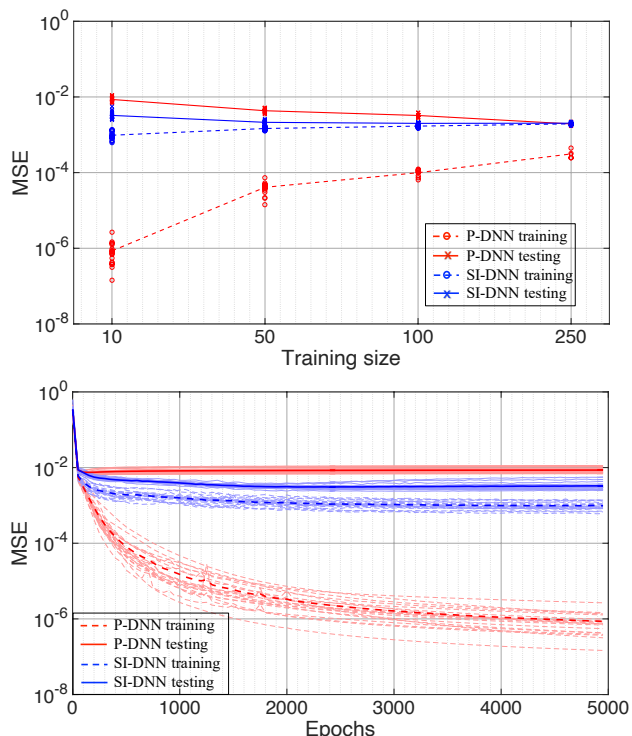 10^0
10^-2
10^-4
10^-6
10^-8
MSE
P-DNN training
P-DNN testing
SI-DNN training
SI-DNN testing
10 50 100 250
Training size
10^0
10^-2
10^-4
10^-6
10^-8
MSE
P-DNN training
P-DNN testing
SI-DNN training
SI-DNN testing
0 1000 2000 3000 4000 5000
Epochs